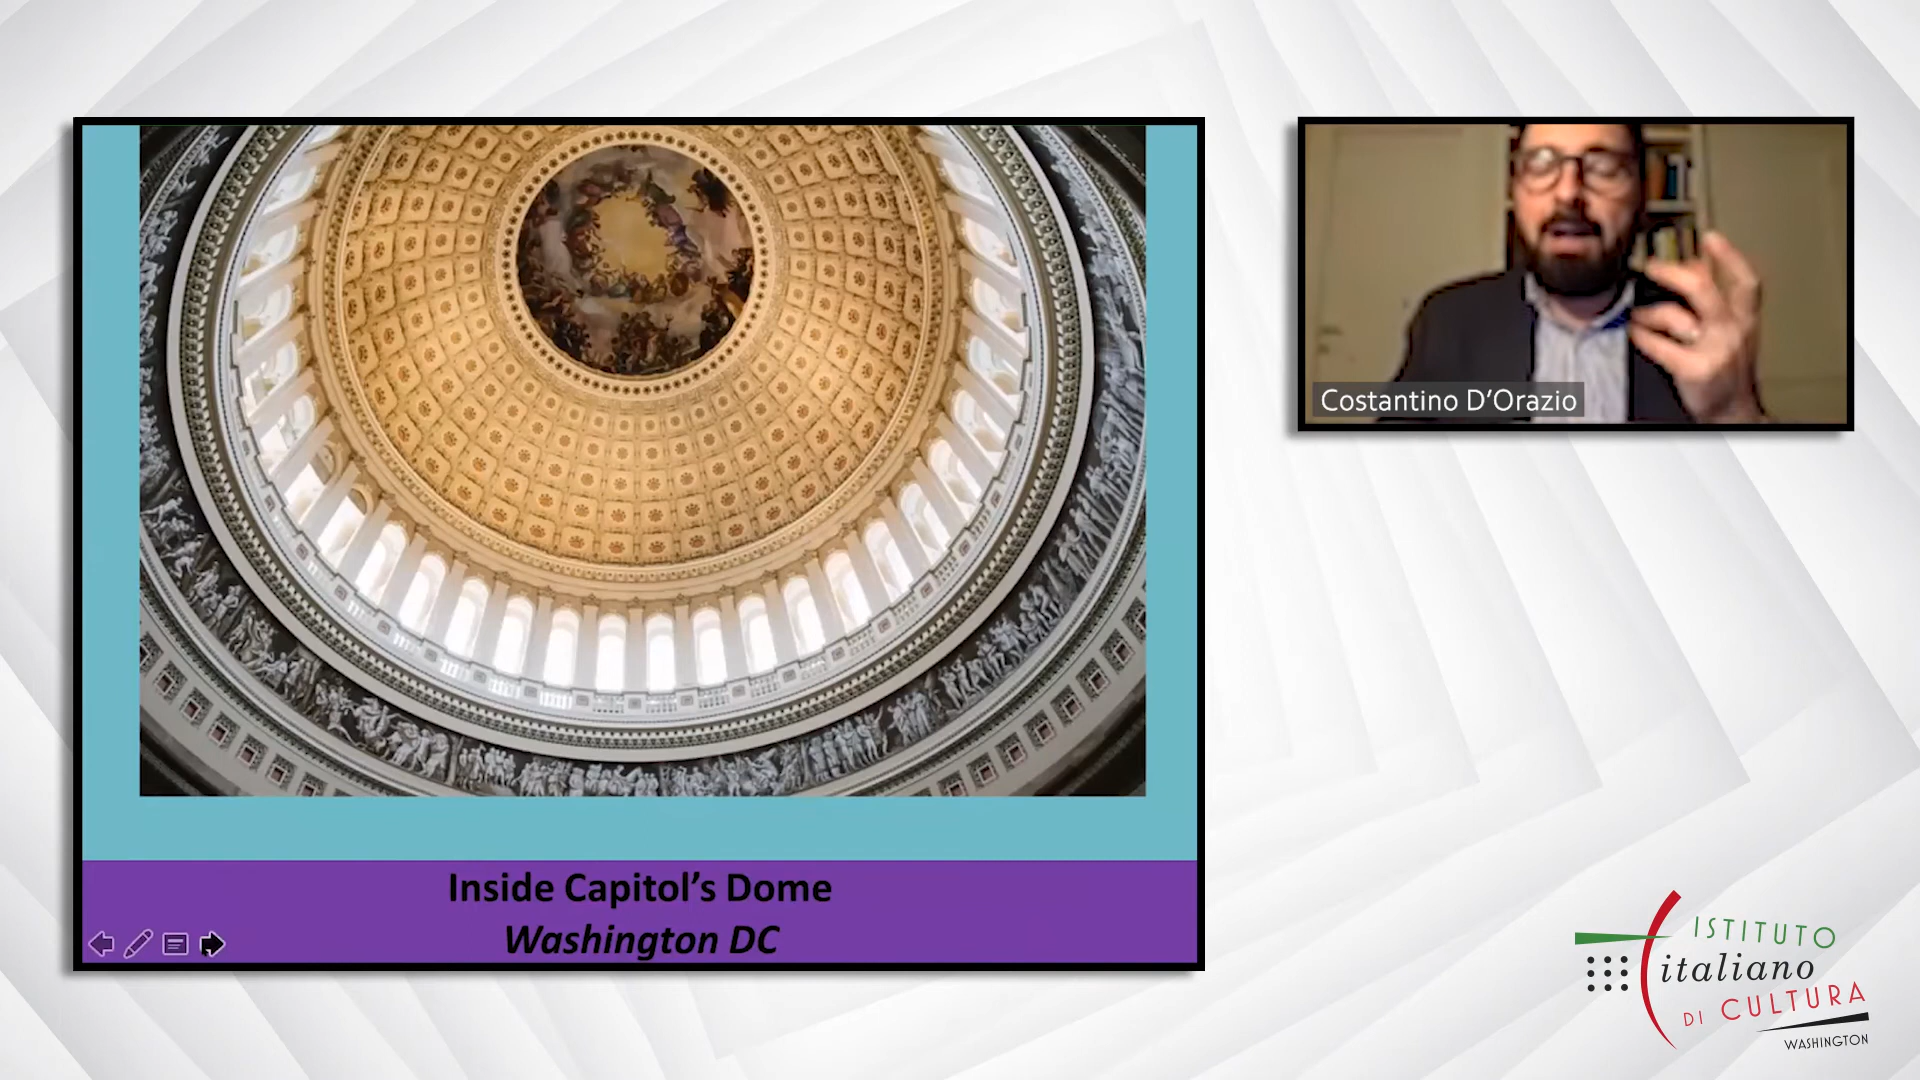 Costantino D’Orazio
Inside Capitol’s Dome
Washington DC
ISTITUTO
italiano
DI CULTURA
WASHINGTON